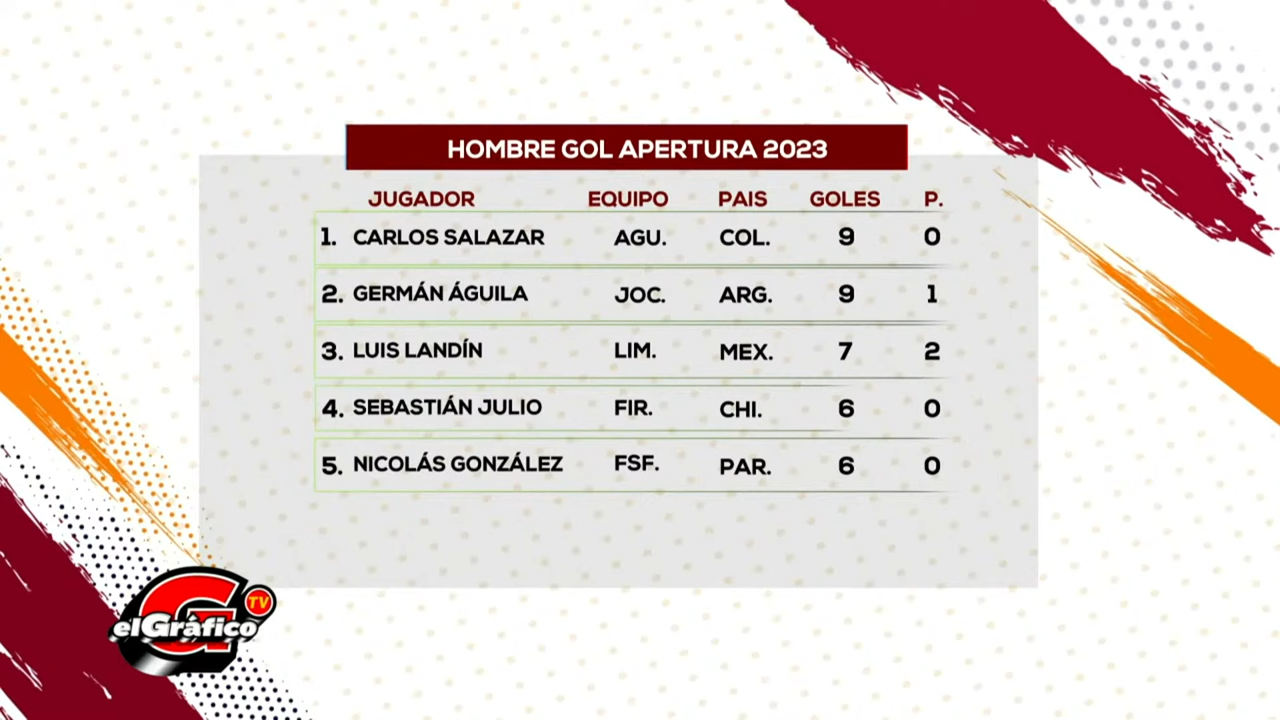 HOMBRE GOL APERTURA 2023
JUGADOR EQUIPO PAIS GOLES P.
1. CARLOS SALAZAR AGU. COL. 9 0
2. GERMÁN ÁGUILA JOC. ARG. 9 1
3. LUIS LANDÍN LIM. MEX. 7 2
4. SEBASTIÁN JULIO FIR. CHI. 6 0
5. NICOLÁS GONZÁLEZ FSF. PAR. 6 0
G TV
elGráfico